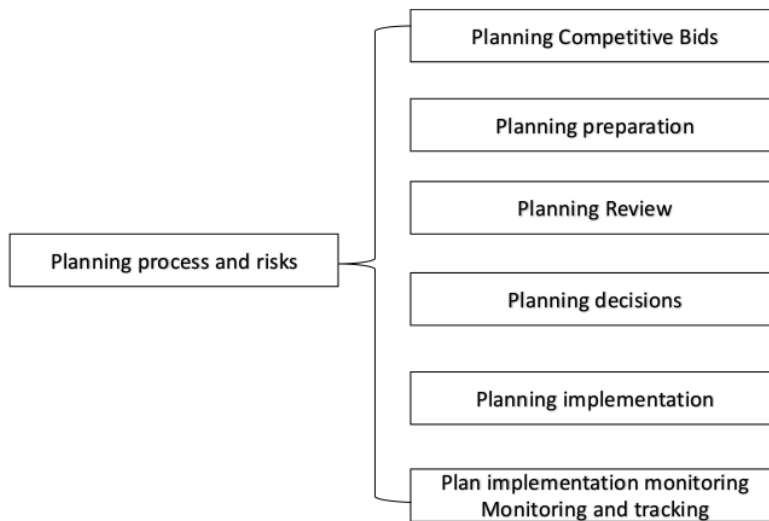 Planning Competitive Bids
Planning preparation
Planning Review
Planning process and risks
Planning decisions
Planning implementation
Plan implementation monitoring
Monitoring and tracking